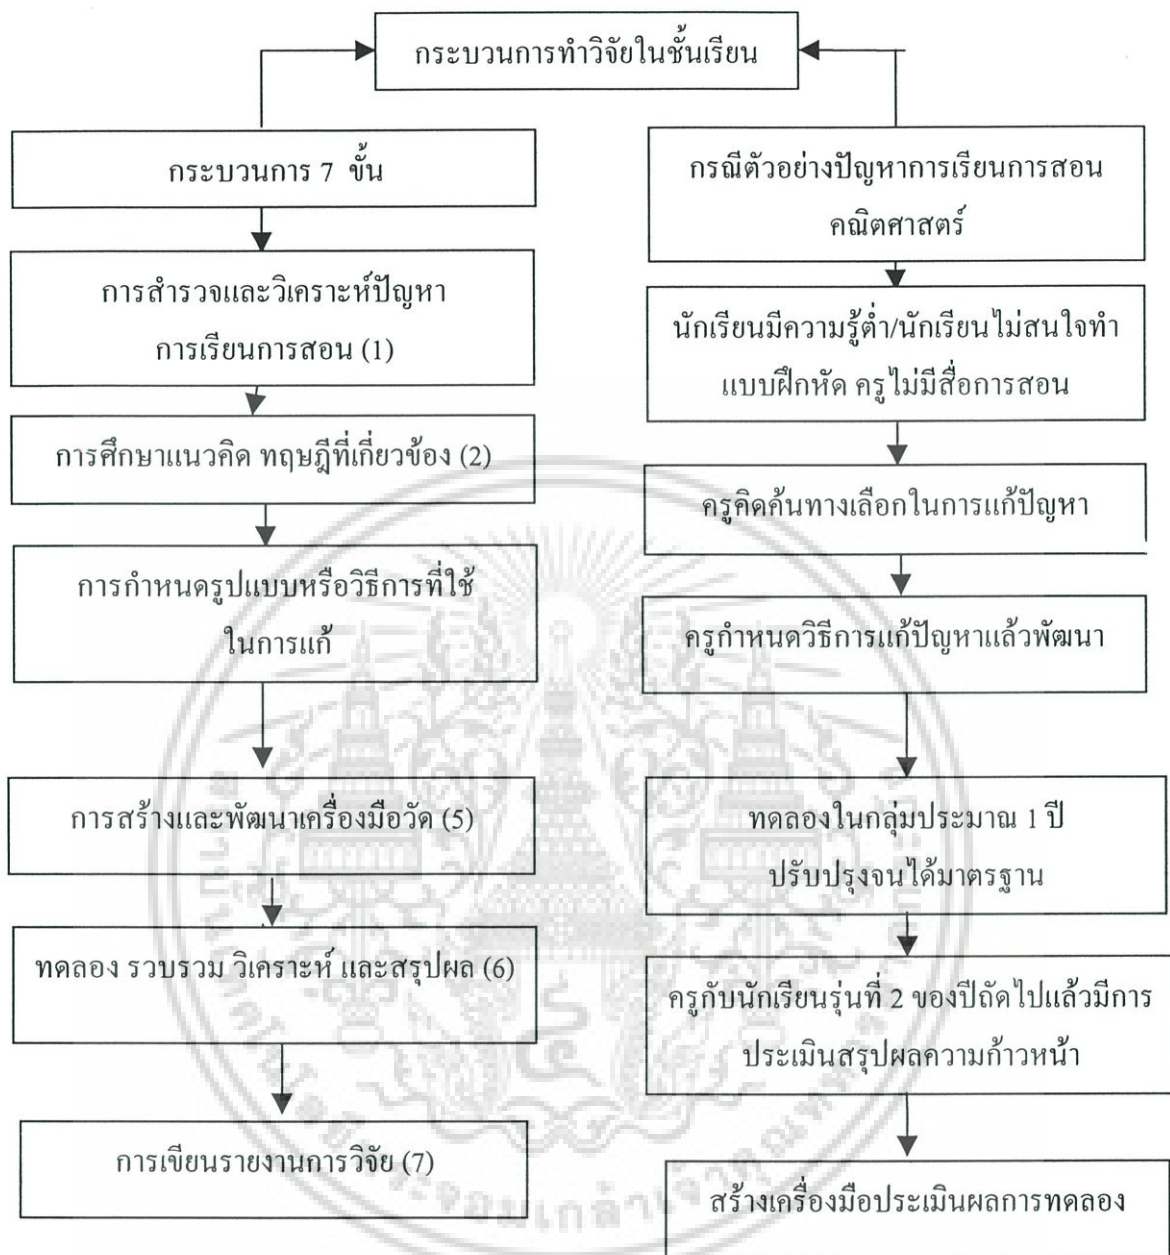 กระบวนการทำวิจัยในชั้นเรียน
กระบวนการ 7 ขั้น
การสำรวจและวิเคราะห์ปัญหา
การเรียนการสอน (1)
การศึกษาแนวคิด ทฤษฎีที่เกี่ยวข้อง (2)
การกำหนดรูปแบบหรือวิธีการที่ใช้
ในการแก้
การสร้างและพัฒนาเครื่องมือวัด (5)
ทดลอง รวบรวม วิเคราะห์ และสรุปผล (6)
การเขียนรายงานการวิจัย (7)
กรณีตัวอย่างปัญหาการเรียนการสอน
คณิตศาสตร์
นักเรียนมีความรู้ต่ำ/นักเรียนไม่สนใจทำ
แบบฝึกหัด ครูไม่มีสื่อการสอน
ครูคิดค้นทางเลือกในการแก้ปัญหา
ครูกำหนดวิธีการแก้ปัญหาแล้วพัฒนา
ทดลองในกลุ่มประมาณ 1 ปี
ปรับปรุงจนได้มาตรฐาน
ครูกับนักเรียนรุ่นที่ 2 ของปีถัดไปแล้วมีการ
ประเมินสรุปผลความก้าวหน้า
สร้างเครื่องมือประเมินผลการทดลอง